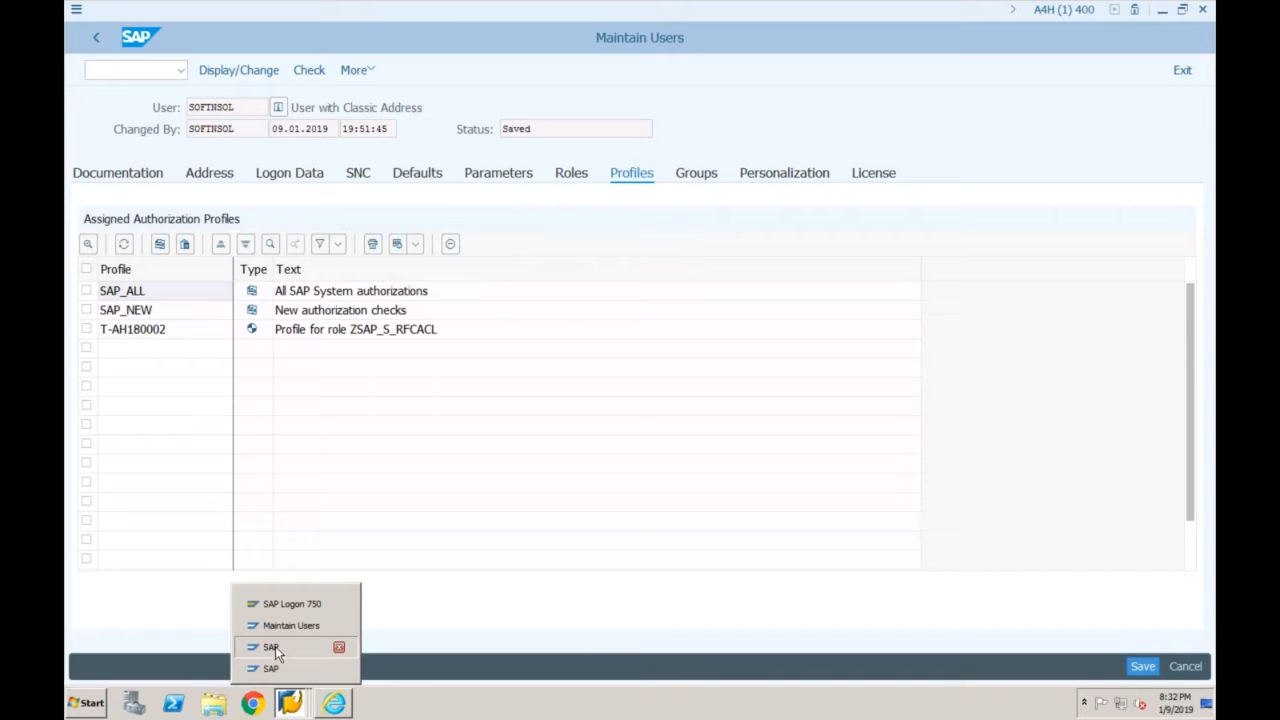 A4H (1) 400
SAP
Maintain Users
Display/Change Check More Exit
User: SOFTNSOL User with Classic Address
Changed By: SOFTNSOL 09.01.2019 19:51:45 Status: Saved
Documentation Address Logon Data SNC Defaults Parameters Roles Profiles Groups Personalization License
Assigned Authorization Profiles
Profile Type Text
SAP_ALL All SAP System authorizations
SAP_NEW New authorization checks
T-AH180002 Profile for role ZSAP_S_RFCACL
SAP Logon 750
Maintain Users
SAP
SAP
Save Cancel
Start
8:32 PM
1/9/2019